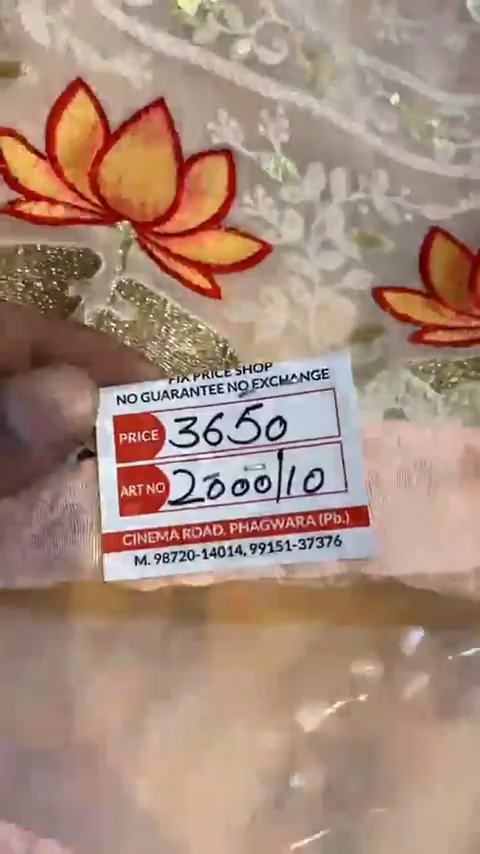 FIX PRICE SHOP
NO GUARANTEE NO EXCHANGE
PRICE 3650
ART NO 2000/10
CINEMA ROAD, PHAGWARA (Pb.)
M. 98720-14014, 99151-37376